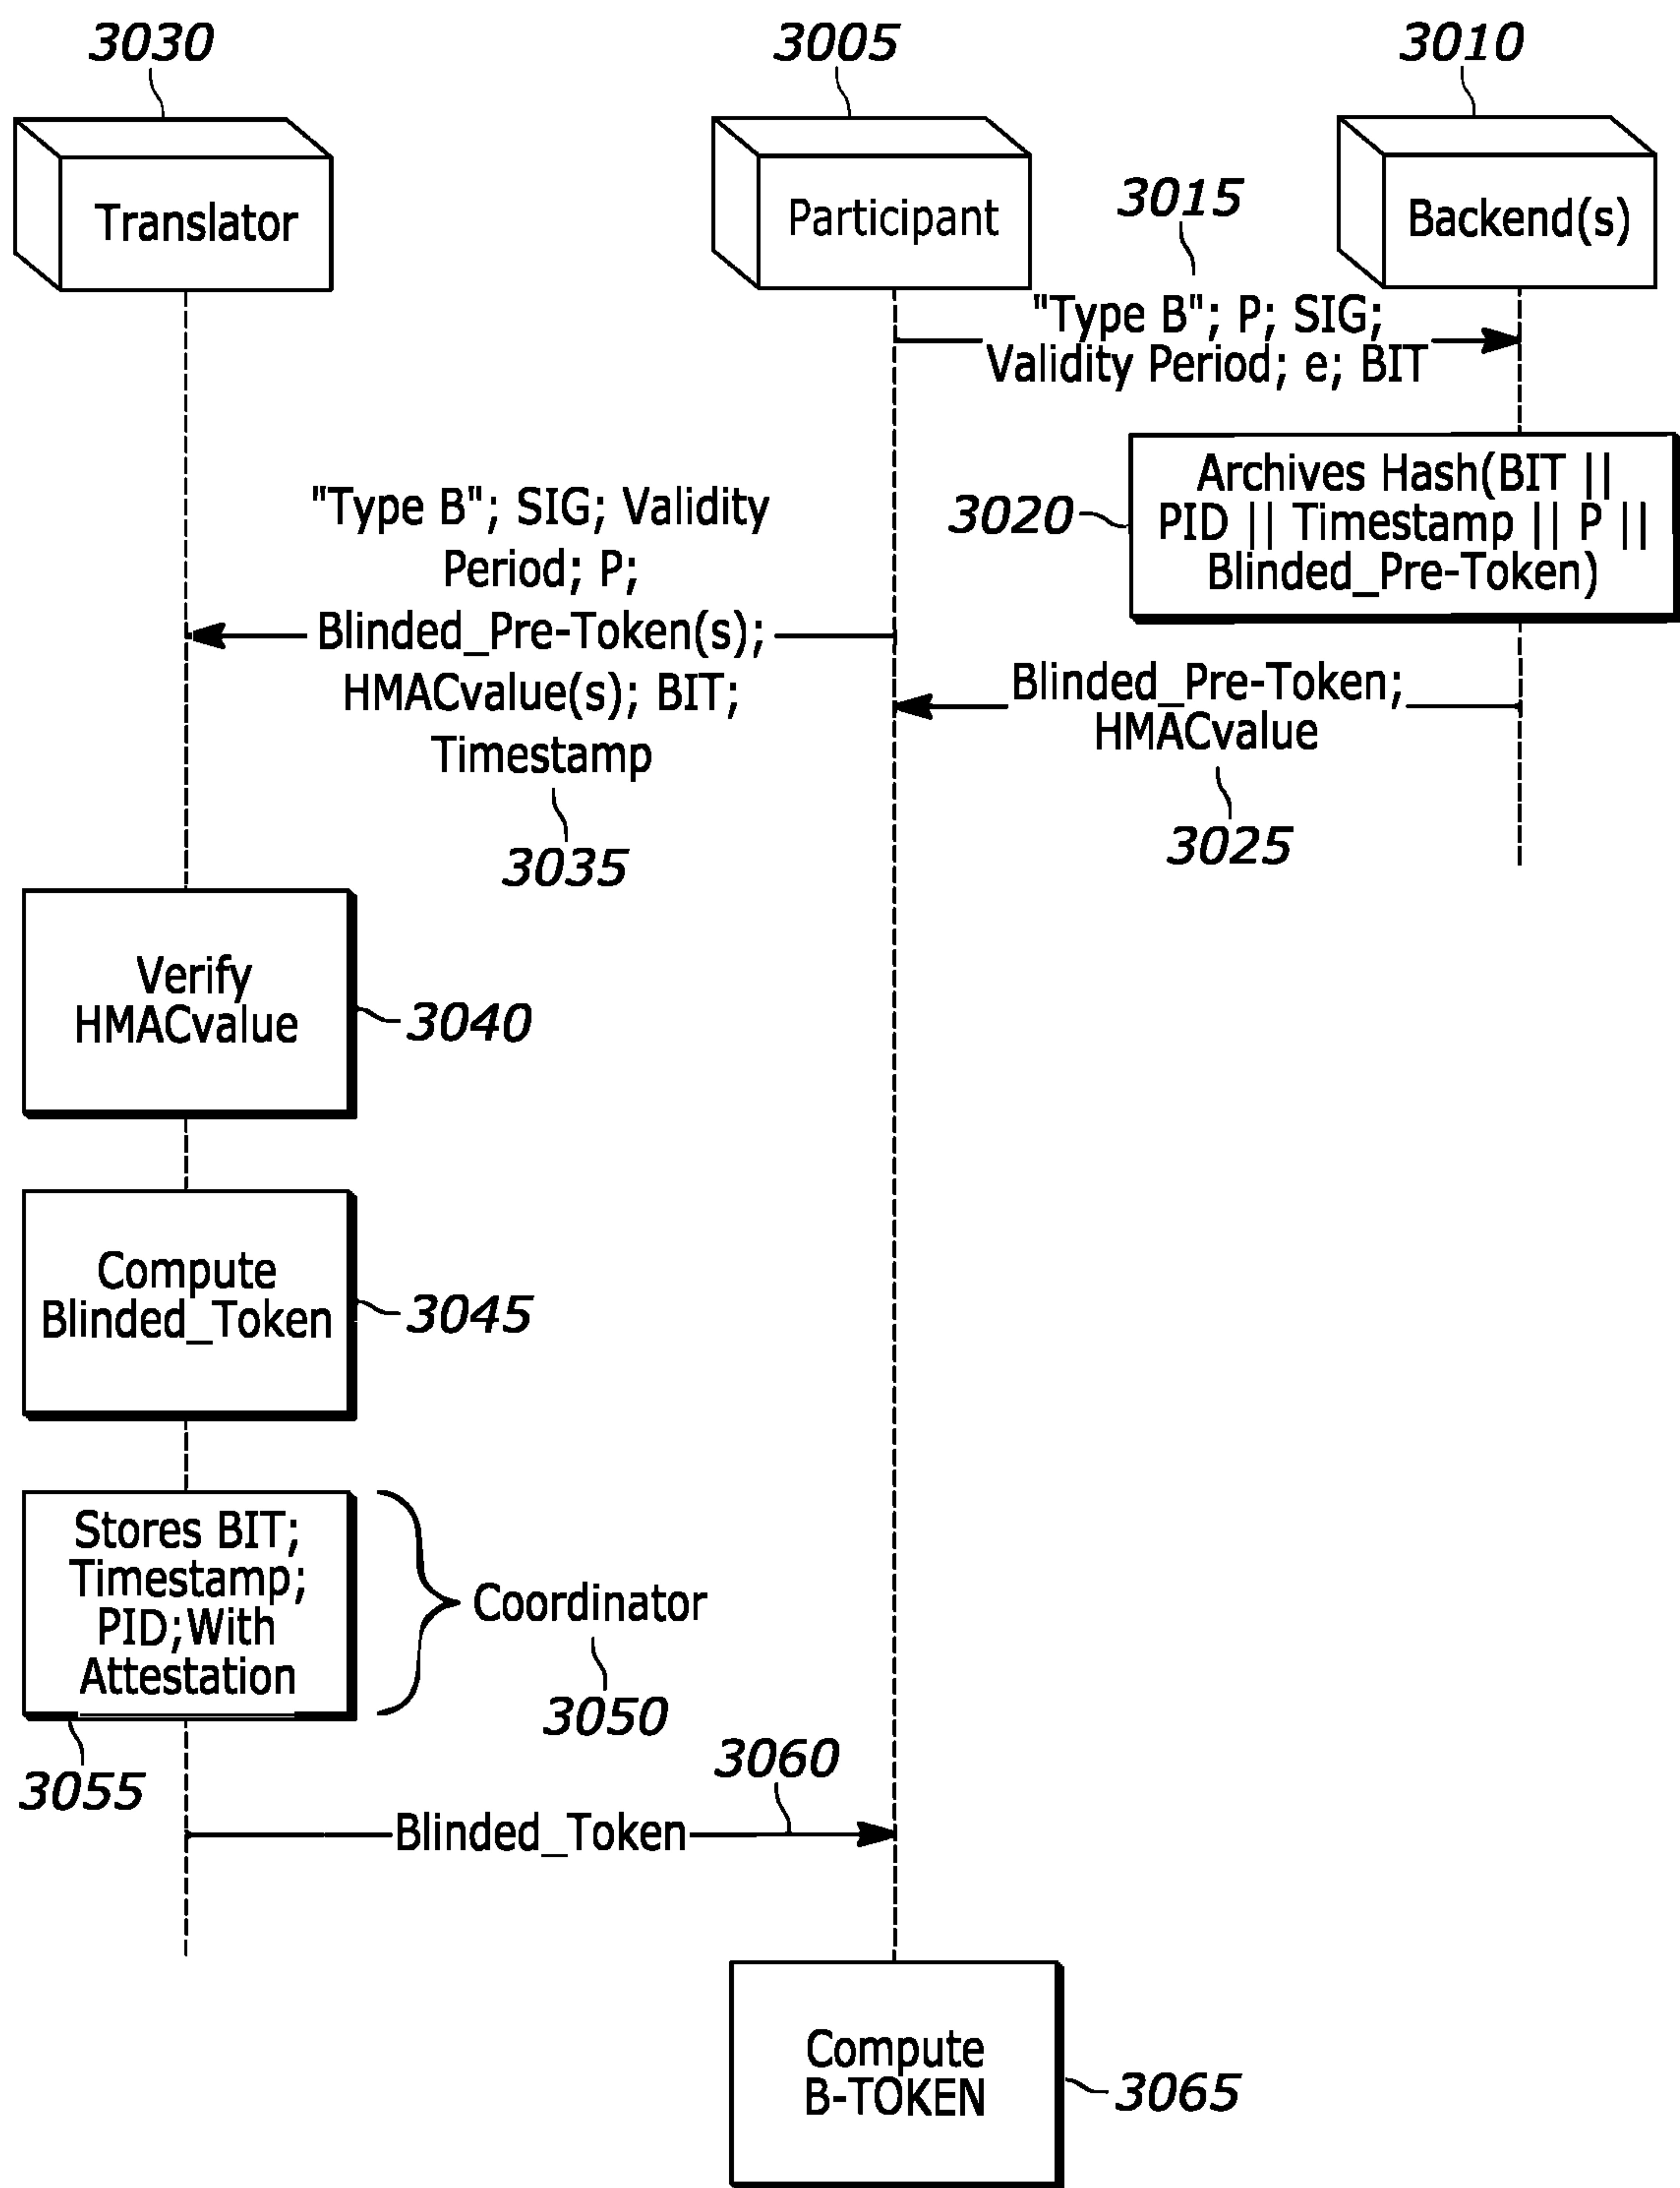 3030
3005
3010
Translator
Participant
Backend(s)
3015
"Type B"; P; SIG;
Validity Period; e; BIT
3020
Archives Hash(BIT ||
PID || Timestamp || P ||
Blinded_Pre-Token)
"Type B"; SIG; Validity
Period; P;
Blinded_Pre-Token(s);
HMACvalue(s); BIT;
Timestamp
3035
Blinded_Pre-Token;
HMACvalue
3025
Verify
HMACvalue
3040
Compute
Blinded_Token
3045
Stores BIT;
Timestamp;
PID;With
Attestation
Coordinator
3050
3055
3060
Blinded_Token
Compute
B-TOKEN
3065